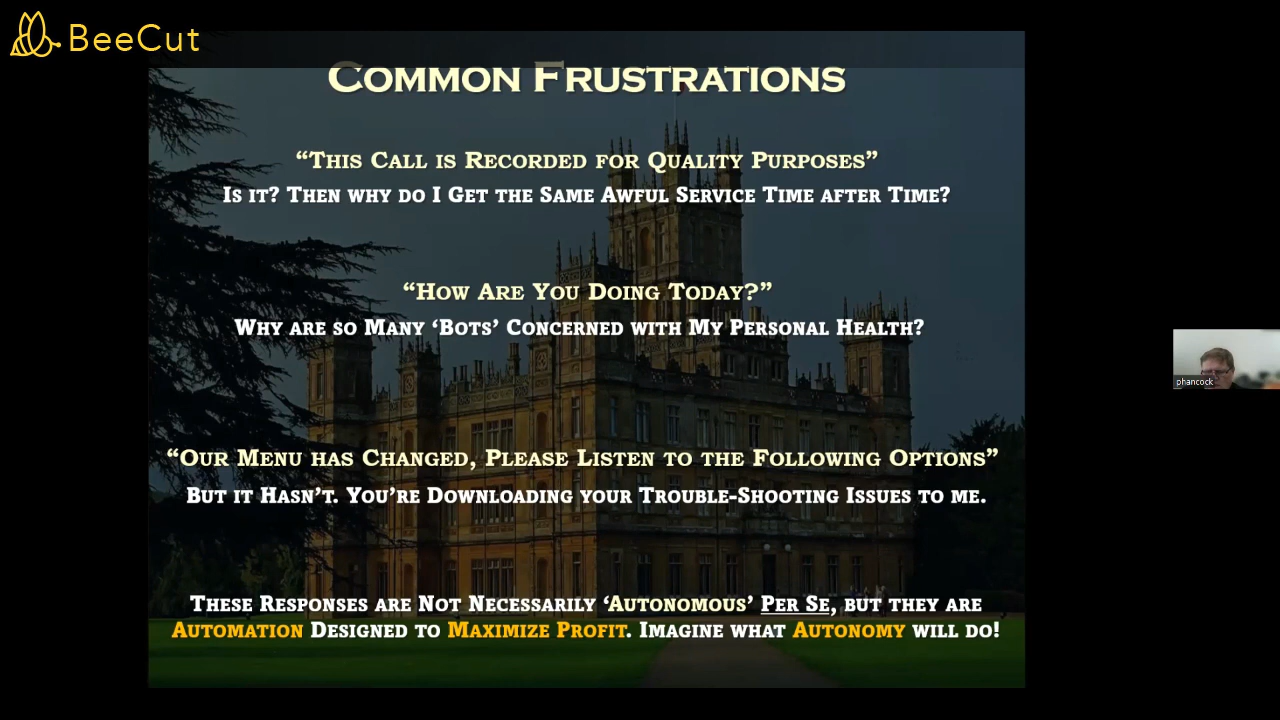 BeeCut
Common Frustrations
“This Call is Recorded for Quality Purposes”
Is it? Then why do I Get the Same Awful Service Time after Time?
“How Are You Doing Today?”
Why are so Many ‘Bots’ Concerned with My Personal Health?
phancock
“Our Menu has Changed, Please Listen to the Following Options”
But it Hasn’t. You’re Downloading your Trouble-Shooting Issues to me.
These Responses are Not Necessarily ‘Autonomous’ Per Se, but they are
Automation Designed to Maximize Profit. Imagine what Autonomy will do!